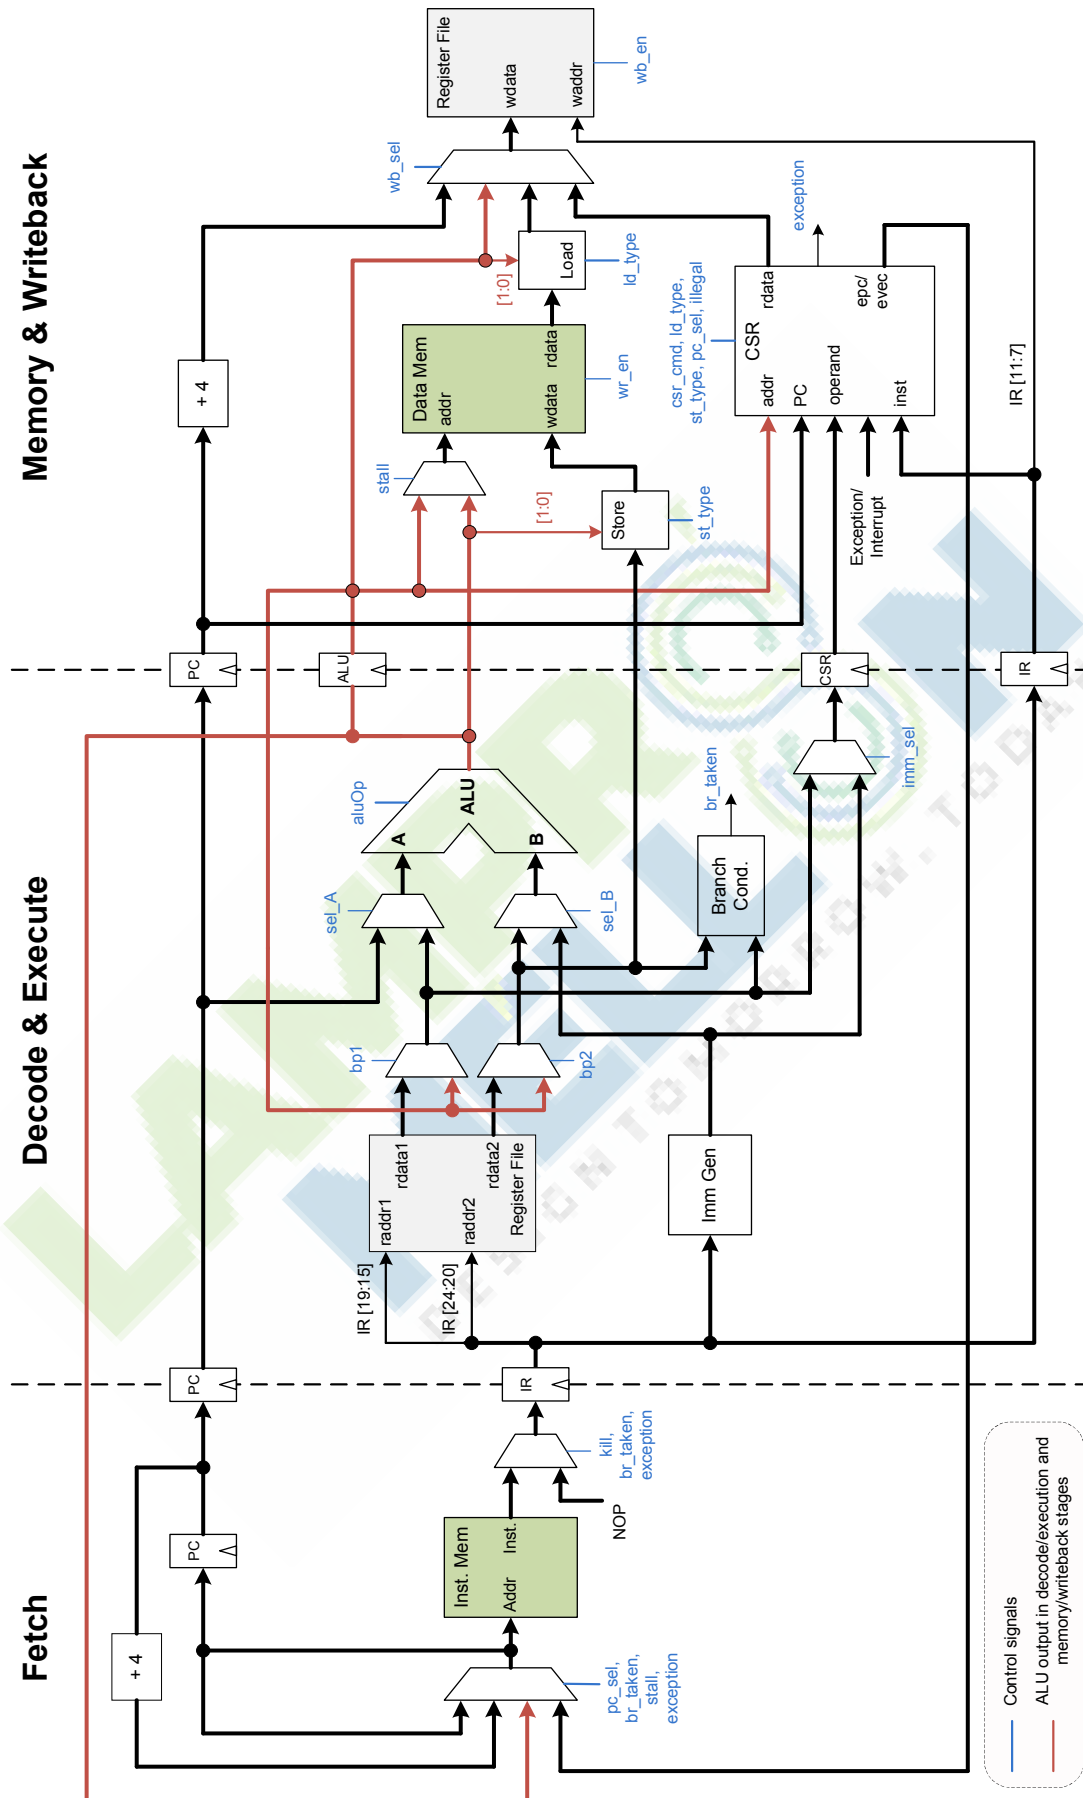 Fetch
Decode & Execute
Memory & Writeback
+ 4
PC
PC
pc_sel,
br_taken,
stall,
exception
Inst. Mem
Addr
Inst.
NOP
kill,
br_taken,
exception
IR
IR [19:15]
IR [24:20]
raddr1
rdata1
raddr2
rdata2
Register File
Imm Gen
bp1
bp2
sel_A
sel_B
A
B
ALU
aluOp
Branch
Cond.
br_taken
imm_sel
PC
ALU
CSR
IR
+ 4
stall
Data Mem
addr
wdata
rdata
wr_en
[1:0]
Store
st_type
[1:0]
Load
ld_type
csr_cmd, ld_type,
st_type, pc_sel, illegal
CSR
addr
rdata
PC
operand
epc/
evec
inst
Exception/
Interrupt
exception
IR [11:7]
wb_sel
Register File
wdata
waddr
wb_en
Control signals
ALU output in decode/execution and
memory/writeback stages
LAMPRO
MELLON
DESIGN TOMORROW. TODAY